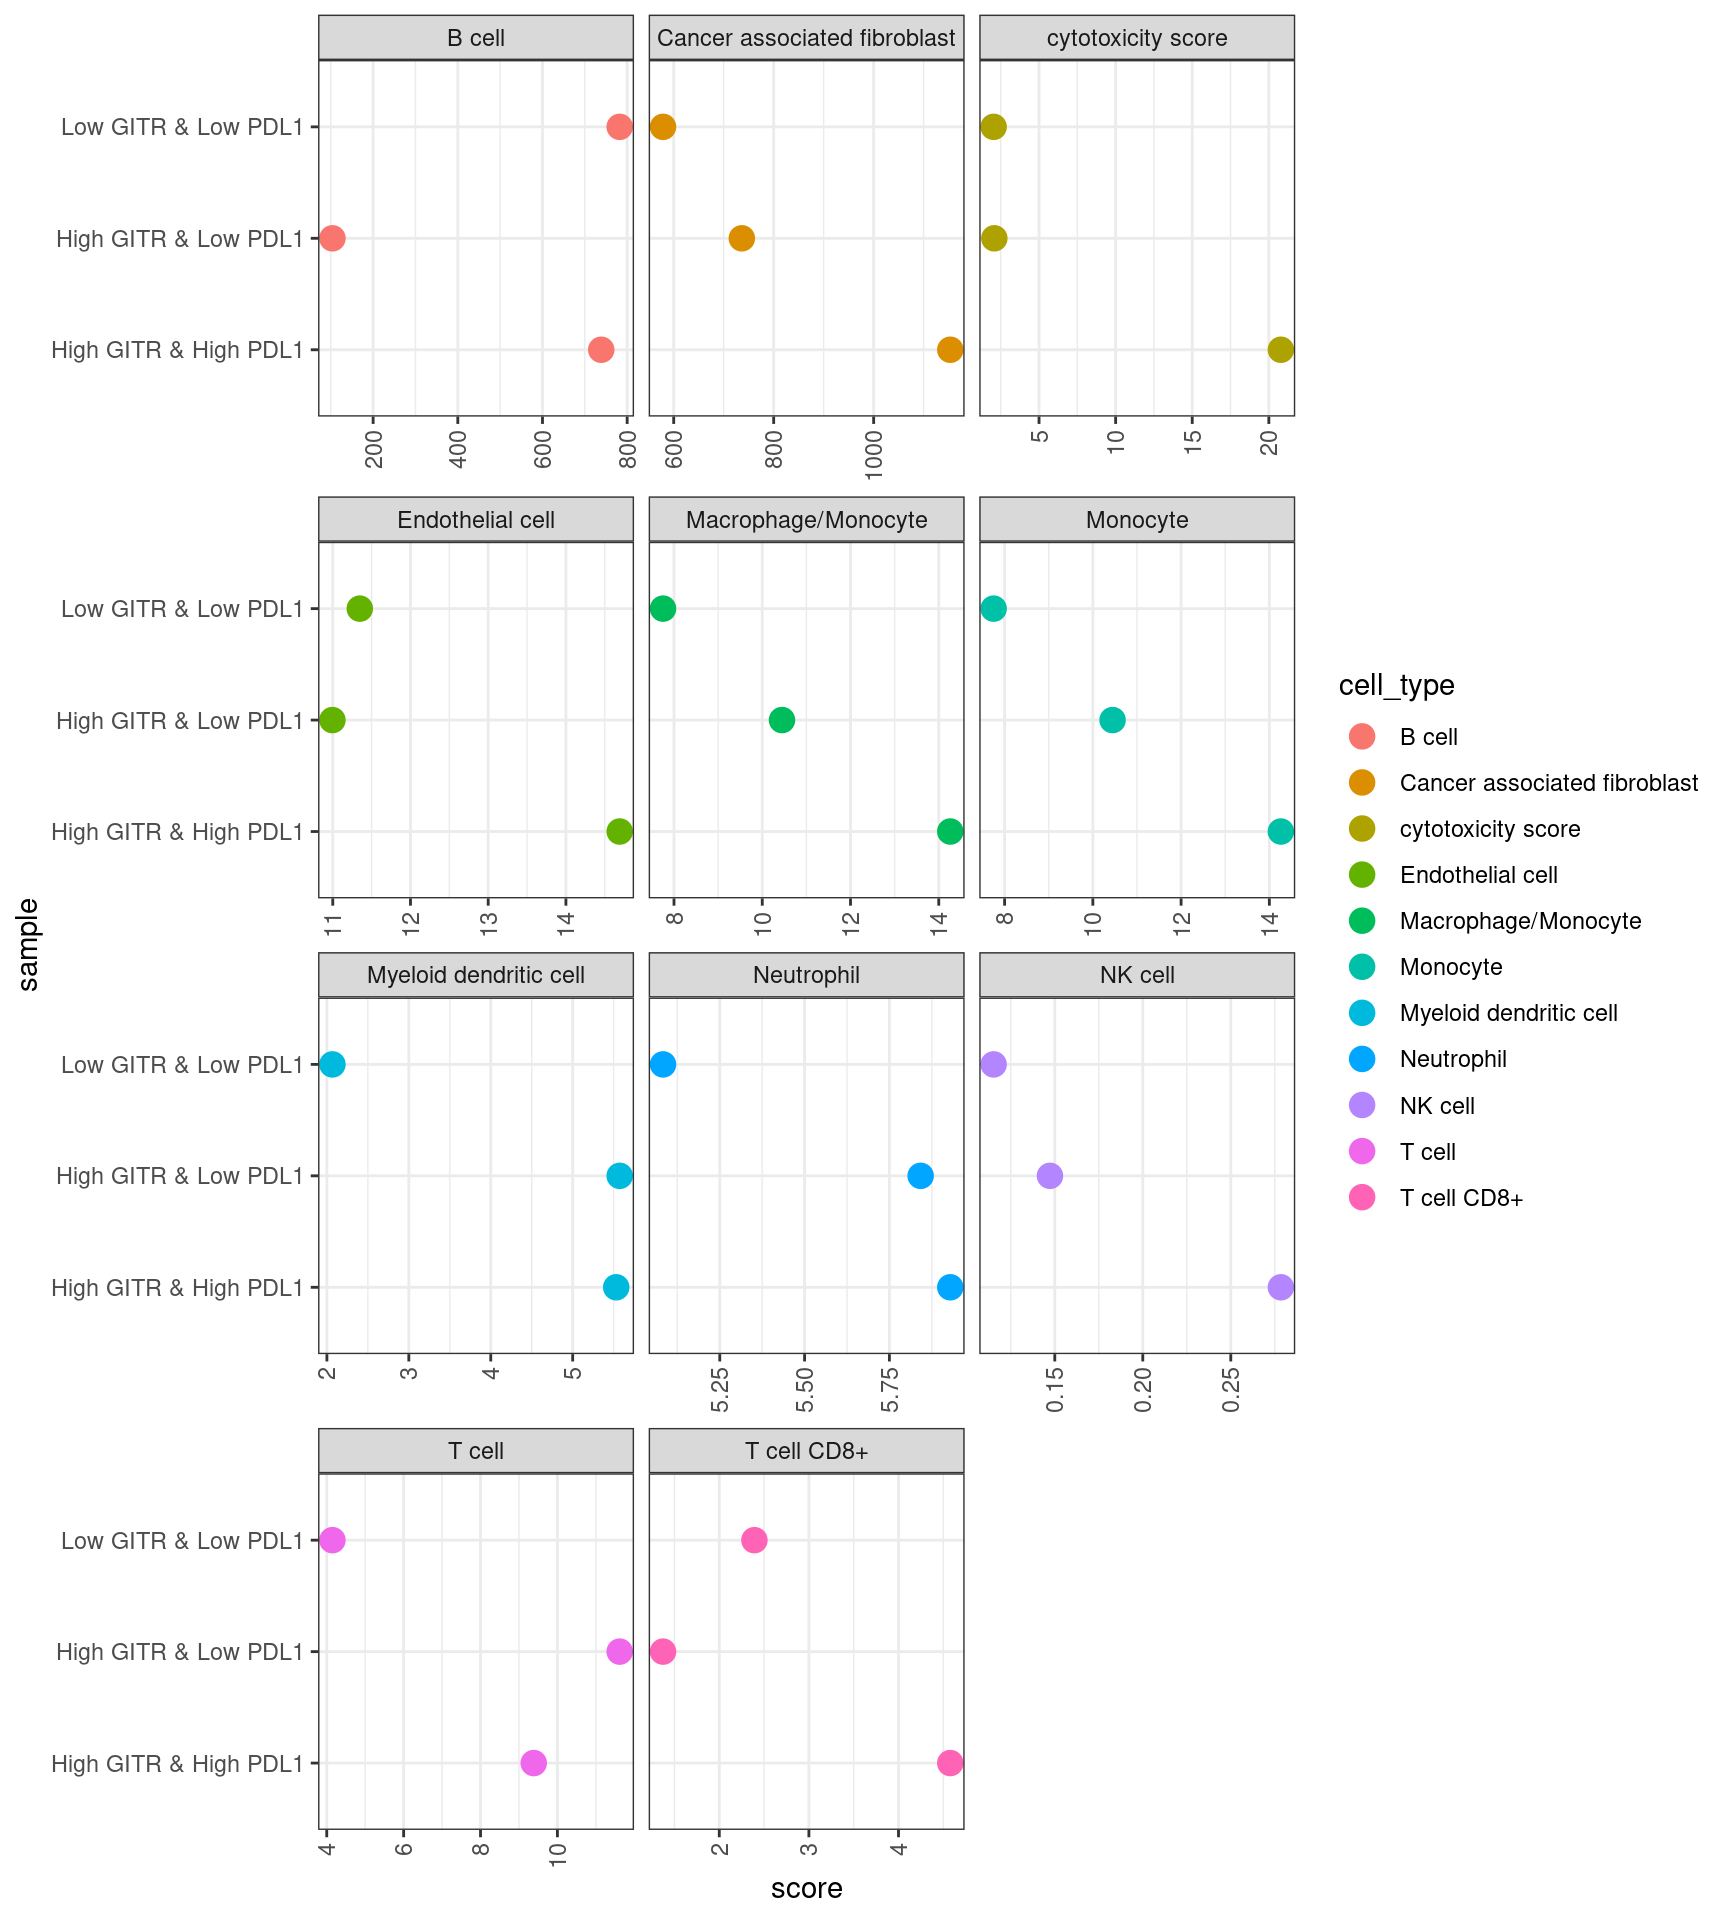 B cell
Cancer associated fibroblast
cytotoxicity score
Low GITR & Low PDL1
High GITR & Low PDL1
High GITR & High PDL1
200
400
600
800
600
800
1000
5
10
15
20
Endothelial cell
Macrophage/Monocyte
Monocyte
Low GITR & Low PDL1
High GITR & Low PDL1
High GITR & High PDL1
11
12
13
14
8
10
12
14
8
10
12
14
Myeloid dendritic cell
Neutrophil
NK cell
Low GITR & Low PDL1
High GITR & Low PDL1
High GITR & High PDL1
2
3
4
5
5.25
5.50
5.75
0.15
0.20
0.25
T cell
T cell CD8+
Low GITR & Low PDL1
High GITR & Low PDL1
High GITR & High PDL1
4
6
8
10
2
3
4
score
sample
cell_type
B cell
Cancer associated fibroblast
cytotoxicity score
Endothelial cell
Macrophage/Monocyte
Monocyte
Myeloid dendritic cell
Neutrophil
NK cell
T cell
T cell CD8+